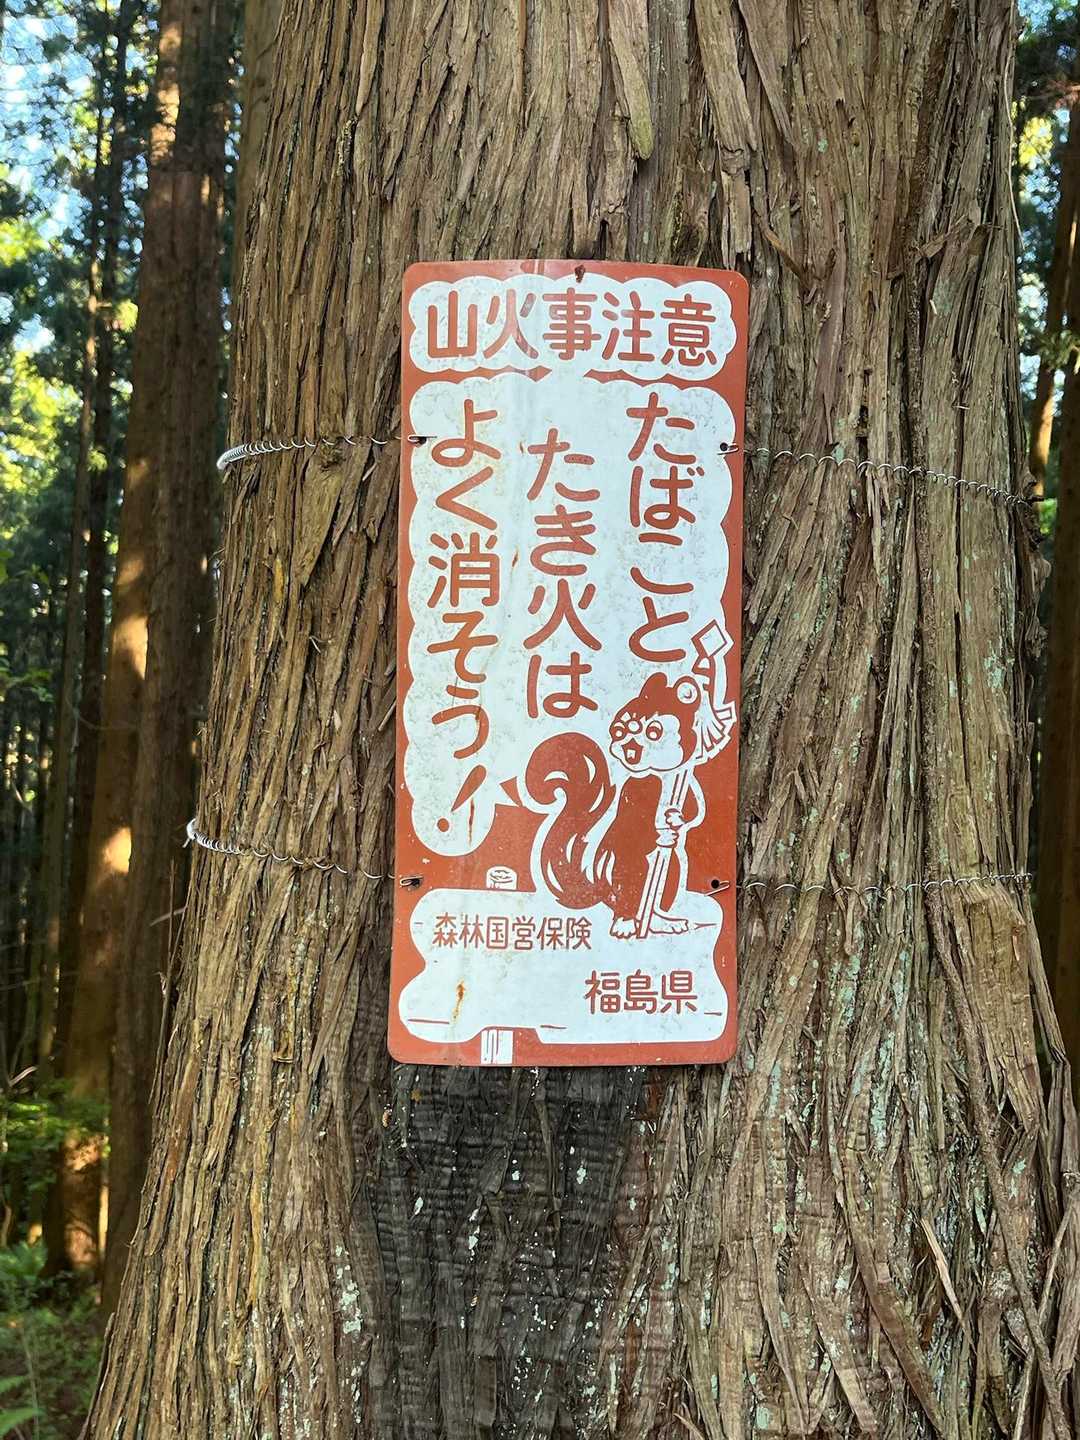 山火事注意
たばこと
たき火は
よく消そう!
森林国営保険
福島県